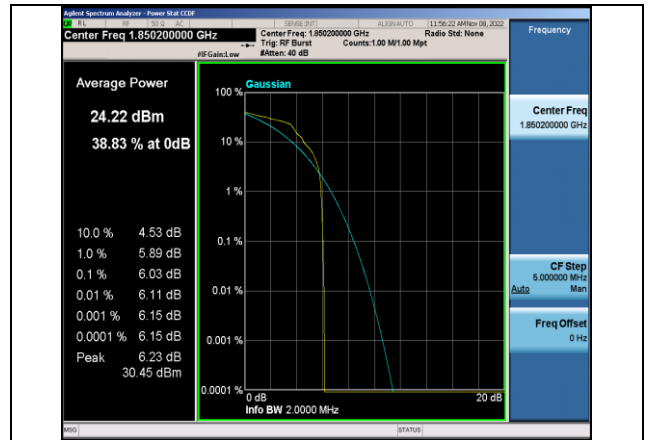 Agilent Spectrum Analyzer - Power Stat CCDF
RL RF 50 Ω AC SENSE:INT ALIGN AUTO 11:56:22 AM Nov 08, 2022
Center Freq 1.850200000 GHz
Center Freq: 1.850200000 GHz Radio Std: None
Trig: RF Burst Counts:1.00 M/1.00 Mpt
#IFGain:Low #Atten: 40 dB
Frequency
Average Power
24.22 dBm
38.83 % at 0dB
10.0 % 4.53 dB
1.0 % 5.89 dB
0.1 % 6.03 dB
0.01 % 6.11 dB
0.001 % 6.15 dB
0.0001 % 6.15 dB
Peak 6.23 dB
30.45 dBm
Gaussian
100 %
10 %
1 %
0.1 %
0.01 %
0.001 %
0.0001 %
0 dB 20 dB
Info BW 2.0000 MHz
Center Freq
1.850200000 GHz
CF Step
5.000000 MHz
Auto Man
Freq Offset
0 Hz
MSG STATUS